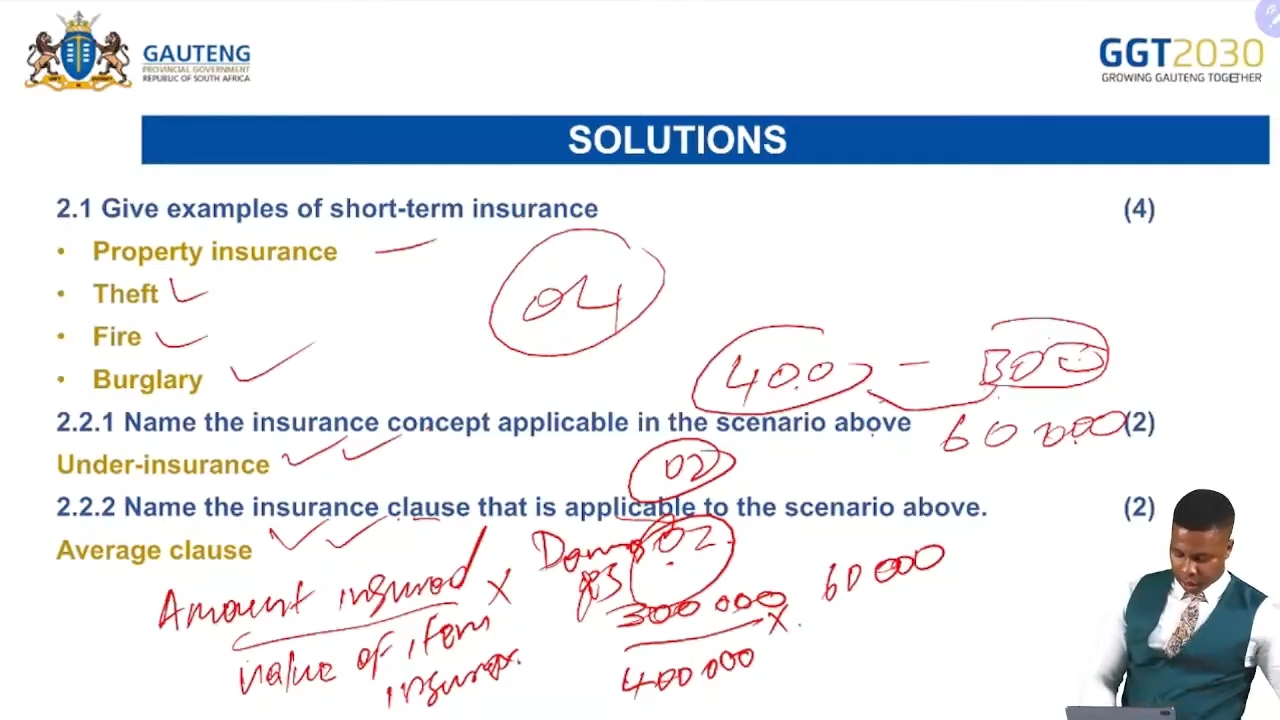 GAUTENG
PROVINCIAL GOVERNMENT
REPUBLIC OF SOUTH AFRICA
GGT2030
GROWING GAUTENG TOGETHER
SOLUTIONS
2.1 Give examples of short-term insurance (4)
• Property insurance
• Theft
04
• Fire
400 - 300
• Burglary
2.2.1 Name the insurance concept applicable in the scenario above (2)
60 000
Under-insurance
02
2.2.2 Name the insurance clause that is applicable to the scenario above. (2)
Average clause
02
Amount insured X
value of item
300 000 X 60 000
400 000